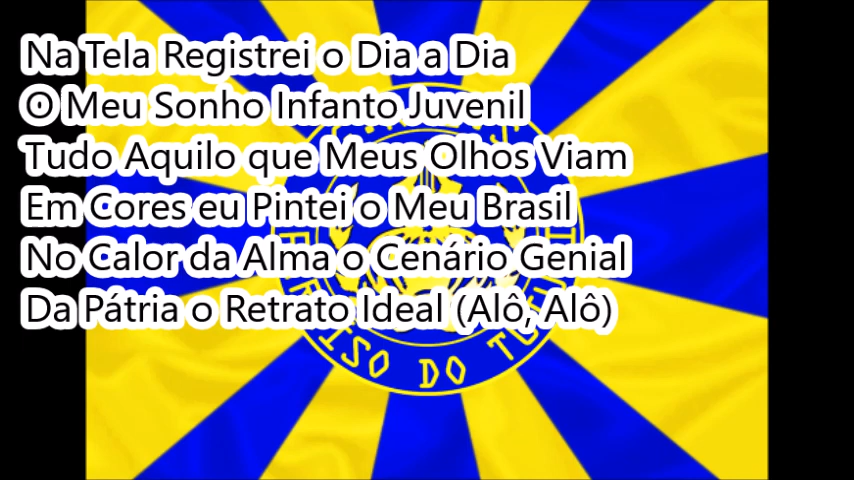 Na Tela Registrei o Dia a Dia
O Meu Sonho Infanto Juvenil
Tudo Aquilo que Meus Olhos Viam
Em Cores eu Pintei o Meu Brasil
No Calor da Alma o Cenário Genial
Da Pátria o Retrato Ideal (Alô, Alô)
DO